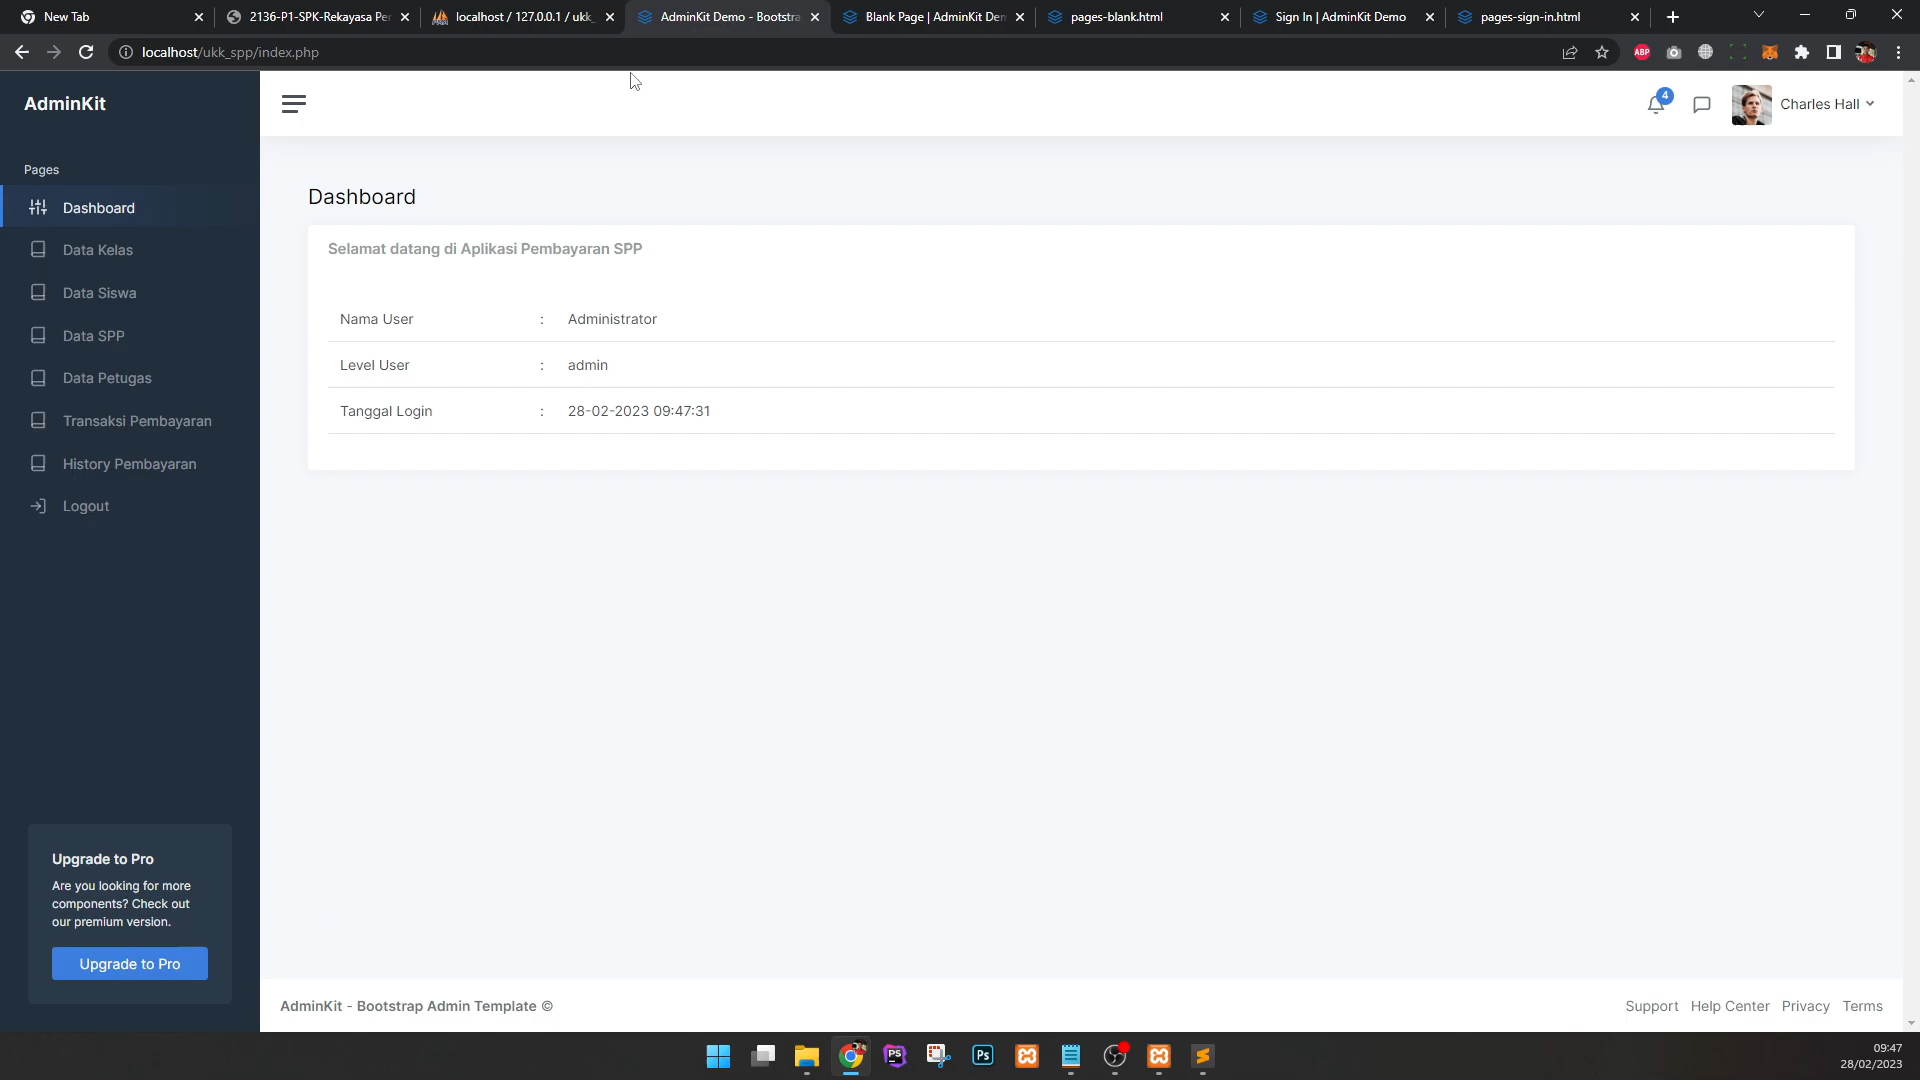 New Tab
2136-P1-SPK-Rekayasa Per
localhost / 127.0.0.1 / ukk_
AdminKit Demo - Bootstra
Blank Page | AdminKit Dem
pages-blank.html
Sign In | AdminKit Demo
pages-sign-in.html
localhost/ukk_spp/index.php
ABP
AdminKit
4
Charles Hall
Pages
Dashboard
Data Kelas
Data Siswa
Data SPP
Data Petugas
Transaksi Pembayaran
History Pembayaran
Logout
Dashboard
Selamat datang di Aplikasi Pembayaran SPP
Nama User : Administrator
Level User : admin
Tanggal Login : 28-02-2023 09:47:31
Upgrade to Pro
Are you looking for more
components? Check out
our premium version.
Upgrade to Pro
AdminKit - Bootstrap Admin Template ©
Support Help Center Privacy Terms
PS
Ps
09:47
28/02/2023